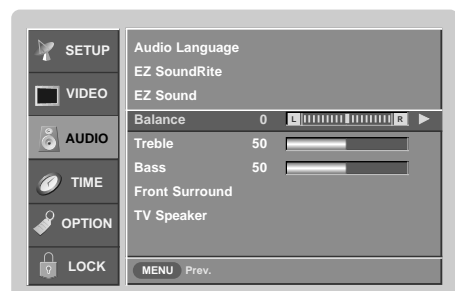 SETUP
VIDEO
AUDIO
TIME
OPTION
LOCK
Audio Language
EZ SoundRite
EZ Sound
Balance 0 L R
Treble 50
Bass 50
Front Surround
TV Speaker
MENU Prev.